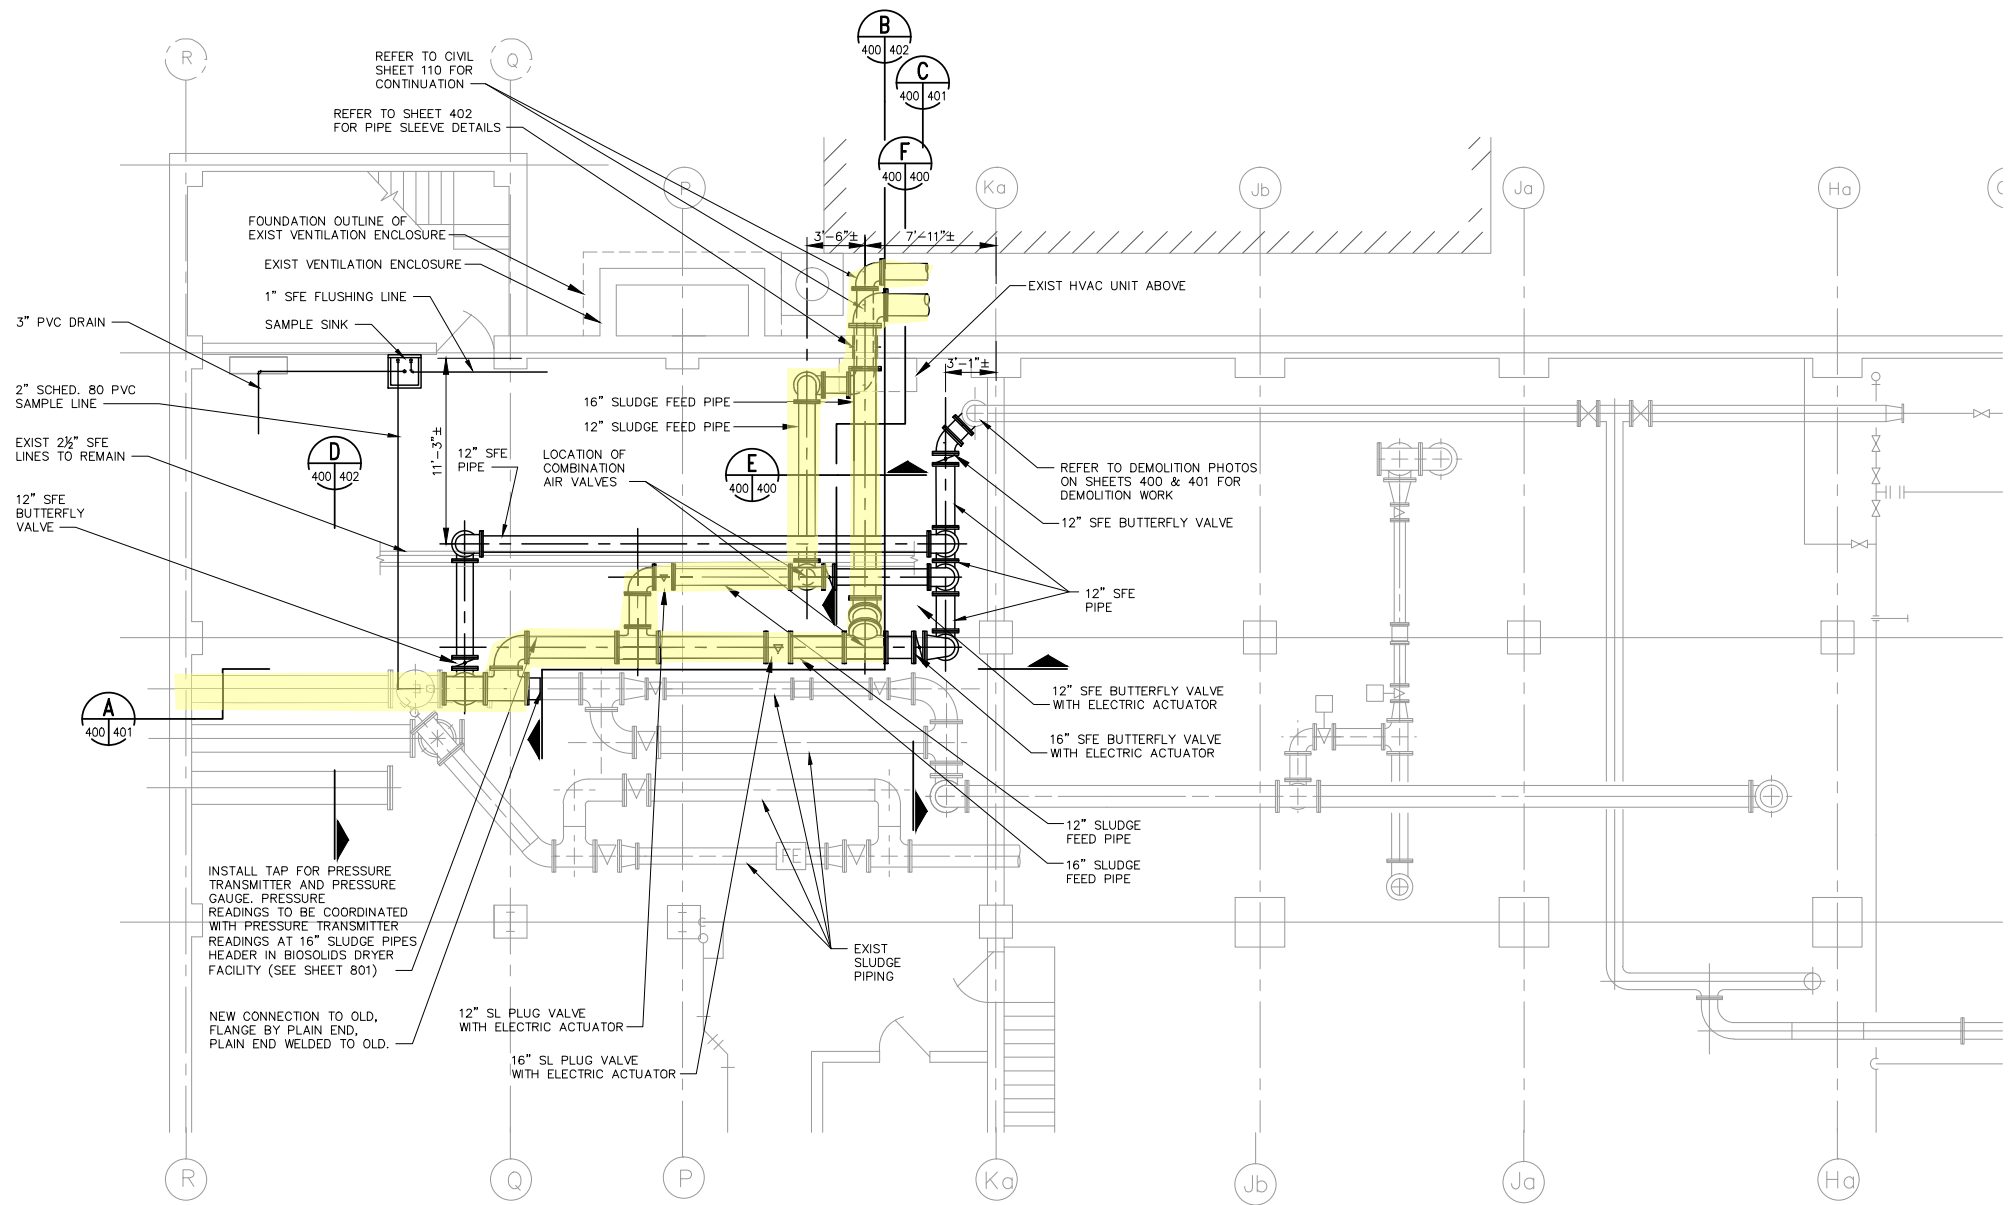 B
400 402
C
400 401
F
400 400
R
Q
P
Ka
Jb
Ja
Ha
REFER TO CIVIL
SHEET 110 FOR
CONTINUATION
REFER TO SHEET 402
FOR PIPE SLEEVE DETAILS
FOUNDATION OUTLINE OF
EXIST VENTILATION ENCLOSURE
3'-6"±
7'-11"±
EXIST VENTILATION ENCLOSURE
EXIST HVAC UNIT ABOVE
1" SFE FLUSHING LINE
3" PVC DRAIN
SAMPLE SINK
3'-1"±
2" SCHED. 80 PVC
SAMPLE LINE
16" SLUDGE FEED PIPE
12" SLUDGE FEED PIPE
EXIST 2½" SFE
LINES TO REMAIN
D
400 402
11'-3"±
12" SFE
PIPE
LOCATION OF
COMBINATION
AIR VALVES
E
400 400
REFER TO DEMOLITION PHOTOS
ON SHEETS 400 & 401 FOR
DEMOLITION WORK
12" SFE
BUTTERFLY
VALVE
12" SFE BUTTERFLY VALVE
12" SFE
PIPE
A
400 401
12" SFE BUTTERFLY VALVE
WITH ELECTRIC ACTUATOR
16" SFE BUTTERFLY VALVE
WITH ELECTRIC ACTUATOR
12" SLUDGE
FEED PIPE
FE
16" SLUDGE
FEED PIPE
INSTALL TAP FOR PRESSURE
TRANSMITTER AND PRESSURE
GAUGE. PRESSURE
READINGS TO BE COORDINATED
WITH PRESSURE TRANSMITTER
READINGS AT 16" SLUDGE PIPES
HEADER IN BIOSOLIDS DRYER
FACILITY (SEE SHEET 801)
EXIST
SLUDGE
PIPING
NEW CONNECTION TO OLD,
FLANGE BY PLAIN END,
PLAIN END WELDED TO OLD.
12" SL PLUG VALVE
WITH ELECTRIC ACTUATOR
16" SL PLUG VALVE
WITH ELECTRIC ACTUATOR
R
Q
P
Ka
Jb
Ja
Ha